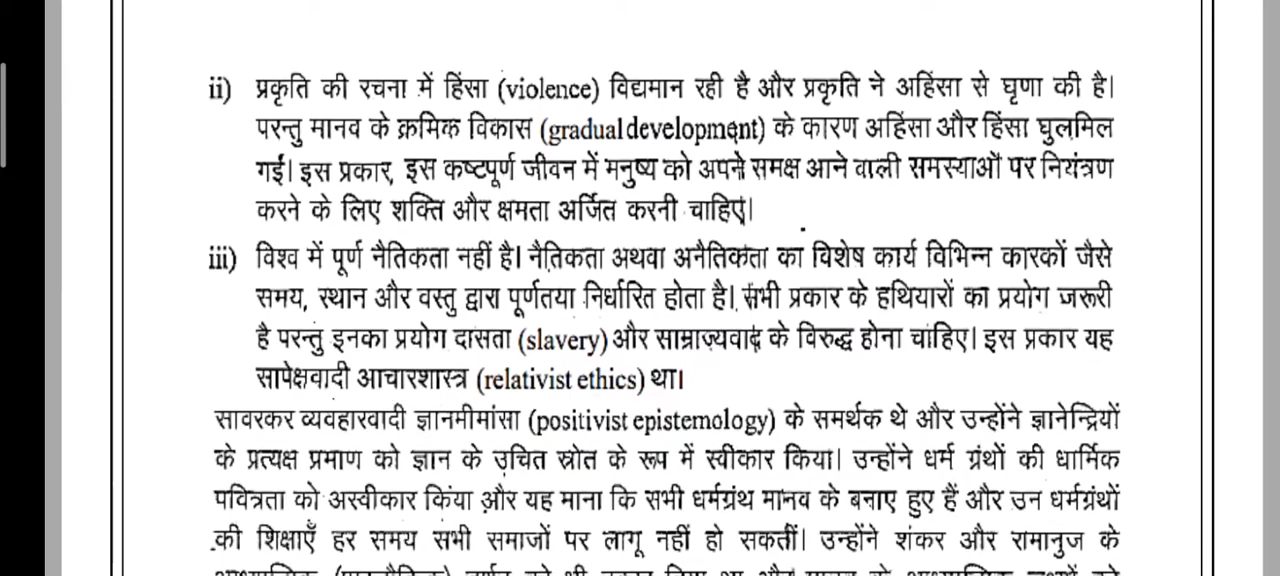 ii) प्रकृति की रचना में हिंसा (violence) विद्यमान रही है और प्रकृति ने अहिंसा से घृणा की है।
परन्तु मानव के क्रमिक विकास (gradual development) के कारण अहिंसा और हिंसा घुलमिल
गईं। इस प्रकार, इस कष्टपूर्ण जीवन में मनुष्य को अपने समक्ष आने वाली समस्याओं पर नियंत्रण
करने के लिए शक्ति और क्षमता अर्जित करनी चाहिए।
iii) विश्व में पूर्ण नैतिकता नहीं है। नैतिकता अथवा अनैतिकता का विशेष कार्य विभिन्न कारकों जैसे
समय, स्थान और वस्तु द्वारा पूर्णतया निर्धारित होता है। सभी प्रकार के हथियारों का प्रयोग जरूरी
है परन्तु इनका प्रयोग दासता (slavery) और साम्राज्यवाद के विरुद्ध होना चाहिए। इस प्रकार यह
सापेक्षवादी आचारशास्त्र (relativist ethics) था।
सावरकर व्यवहारवादी ज्ञानमीमांसा (positivist epistemology) के समर्थक थे और उन्होंने ज्ञानेन्द्रियों
के प्रत्यक्ष प्रमाण को ज्ञान के उचित स्रोत के रूप में स्वीकार किया। उन्होंने धर्म ग्रंथों की धार्मिक
पवित्रता को अस्वीकार किया और यह माना कि सभी धर्मग्रंथ मानव के बनाए हुए हैं और उन धर्मग्रंथों
की शिक्षाएँ हर समय सभी समाजों पर लागू नहीं हो सकतीं। उन्होंने शंकर और रामानुज के